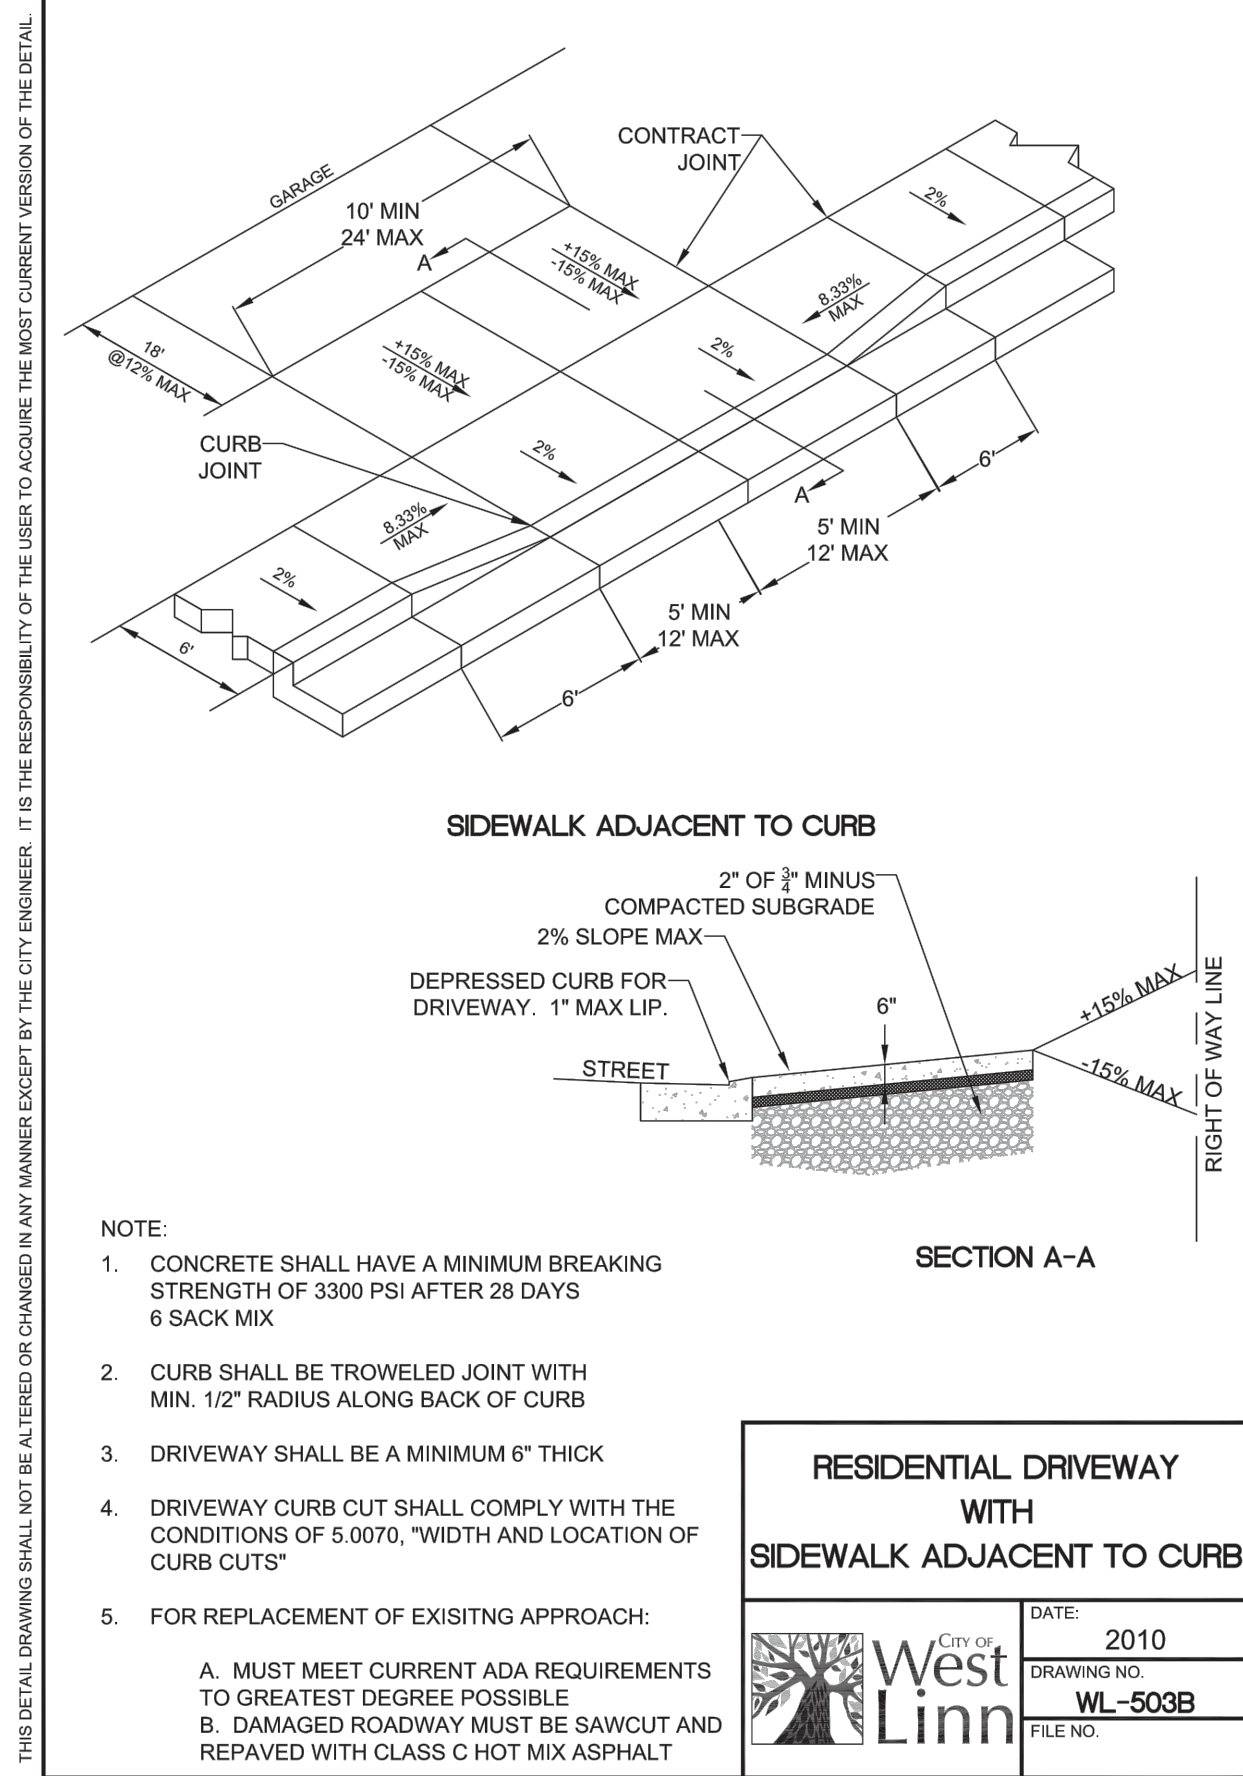 THIS DETAIL DRAWING SHALL NOT BE ALTERED OR CHANGED IN ANY MANNER EXCEPT BY THE CITY ENGINEER. IT IS THE RESPONSIBILITY OF THE USER TO ACQUIRE THE MOST CURRENT VERSION OF THE DETAIL.
CONTRACT
JOINT
GARAGE
10' MIN
24' MAX
A
2%
+15% MAX
-15% MAX
8.33%
MAX
18'
@12% MAX
+15% MAX
-15% MAX
2%
CURB
JOINT
2%
6'
A
8.33%
MAX
5' MIN
12' MAX
2%
5' MIN
12' MAX
6'
6'
SIDEWALK ADJACENT TO CURB
2" OF 3/4" MINUS
COMPACTED SUBGRADE
2% SLOPE MAX
DEPRESSED CURB FOR
DRIVEWAY. 1" MAX LIP.
6"
STREET
+15% MAX
-15% MAX
RIGHT OF WAY LINE
SECTION A-A
NOTE:
1. CONCRETE SHALL HAVE A MINIMUM BREAKING
STRENGTH OF 3300 PSI AFTER 28 DAYS
6 SACK MIX
2. CURB SHALL BE TROWELED JOINT WITH
MIN. 1/2" RADIUS ALONG BACK OF CURB
3. DRIVEWAY SHALL BE A MINIMUM 6" THICK
4. DRIVEWAY CURB CUT SHALL COMPLY WITH THE
CONDITIONS OF 5.0070, "WIDTH AND LOCATION OF
CURB CUTS"
5. FOR REPLACEMENT OF EXISITNG APPROACH:
A. MUST MEET CURRENT ADA REQUIREMENTS
TO GREATEST DEGREE POSSIBLE
B. DAMAGED ROADWAY MUST BE SAWCUT AND
REPAVED WITH CLASS C HOT MIX ASPHALT
RESIDENTIAL DRIVEWAY
WITH
SIDEWALK ADJACENT TO CURB
CITY OF
West
Linn
DATE:
2010
DRAWING NO.
WL-503B
FILE NO.